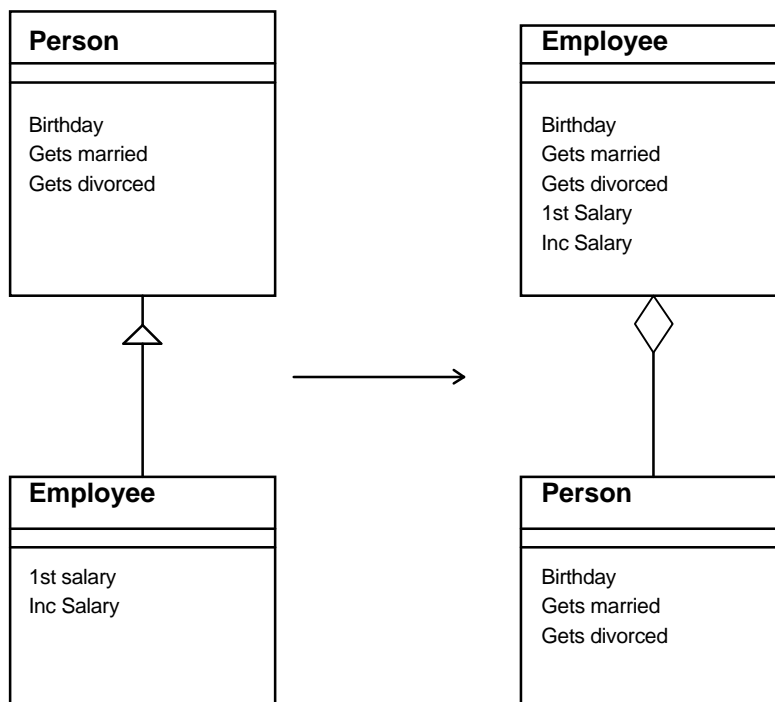 Person
Birthday
Gets married
Gets divorced
Employee
1st salary
Inc Salary
Employee
Birthday
Gets married
Gets divorced
1st Salary
Inc Salary
Person
Birthday
Gets married
Gets divorced